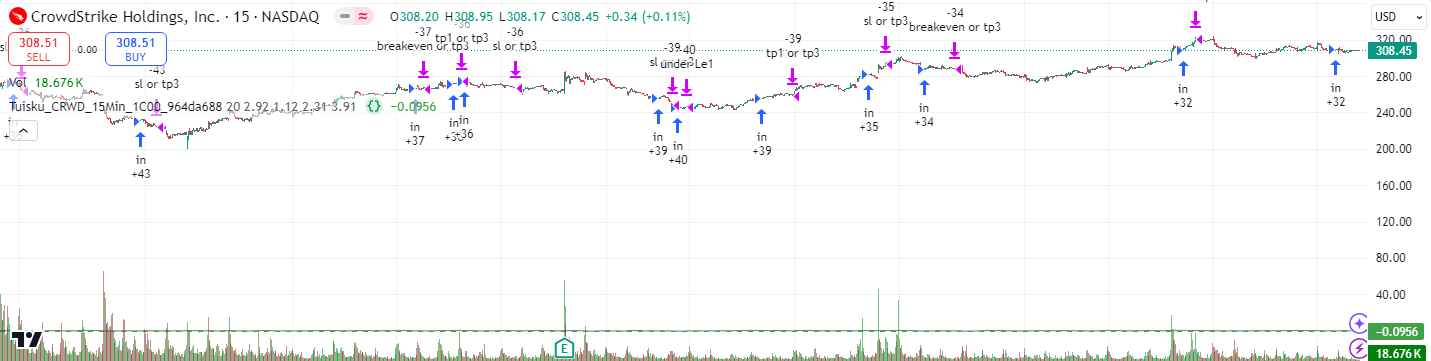 CrowdStrike Holdings, Inc. · 15 · NASDAQ
O308.20 H308.95 L308.17 C308.45 +0.34 (+0.11%)
308.51
SELL
0.00
308.51
BUY
Vol 18.676 K
Tuisku_CRWD_15Min_1C00_964da688 20 2.92 1.12 2.31 3.91 −0.0956
-43
sl or tp3
in
+43
-37
breakeven or tp3
in
+37
-36
tp1 or tp3
in
+36
-36
sl or tp3
-39
in
+39
-40
under Le1
in
+40
-39
tp1 or tp3
in
+39
-35
sl or tp3
in
+35
-34
breakeven or tp3
in
+34
in
+32
in
+32
USD
320.00
308.45
280.00
240.00
200.00
160.00
120.00
80.00
40.00
−0.0956
18.676 K
E